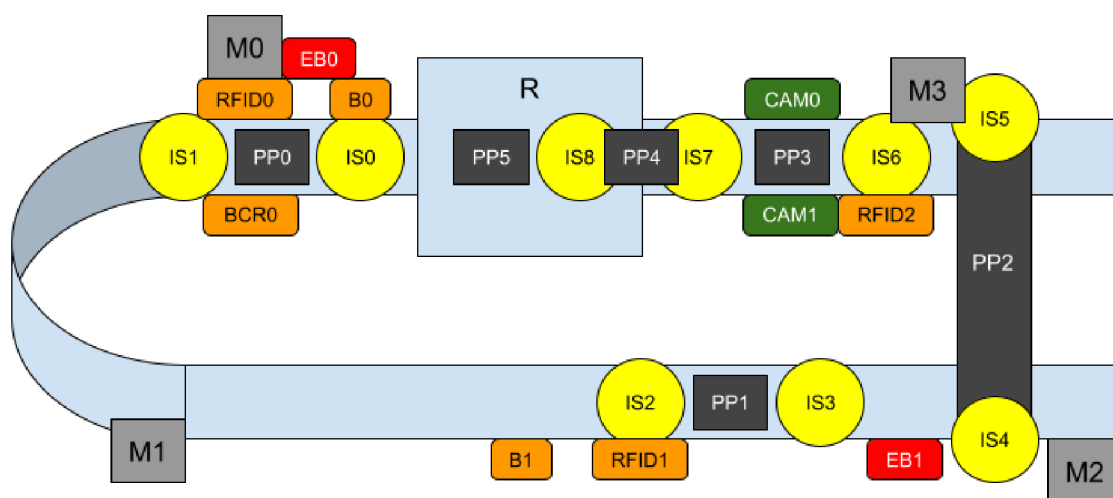 M0
EB0
R
M3
RFID0
B0
CAM0
IS5
IS1
PP0
IS0
PP5
IS8
PP4
IS7
PP3
IS6
BCR0
CAM1
RFID2
PP2
IS2
PP1
IS3
IS4
M1
B1
RFID1
EB1
M2